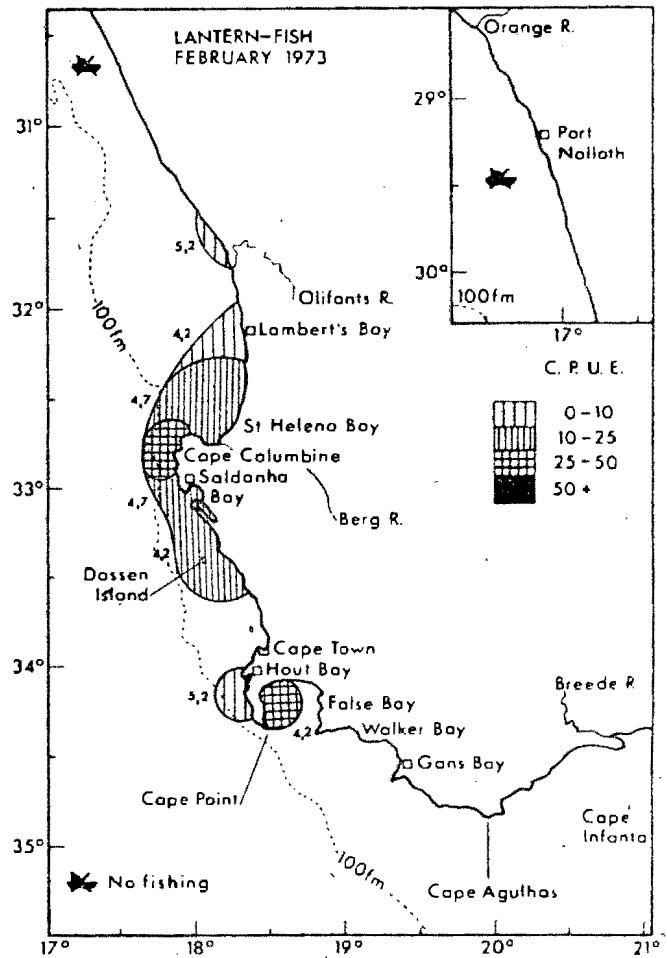 LANTERN-FISH
FEBRUARY 1973
Orange R.
29°
Port
Nolloth
30°
100fm
17°
31°
5,2
Olifants R.
32°
100fm
4,2
Lambert's Bay
C. P. U. E.
0-10
10-25
25-50
50+
4,7
St Helena Bay
Cape Columbine
Saldanha
Bay
33°
4,7
Berg R.
4,2
Dassen
Island
Cape Town
Hout Bay
34°
5,2
False Bay
4,2
Breede R
Walker Bay
Gans Bay
Cape Point
Cape
Infanta
35°
100fm
No fishing
Cape Agulhas
17°
18°
19°
20°
21°